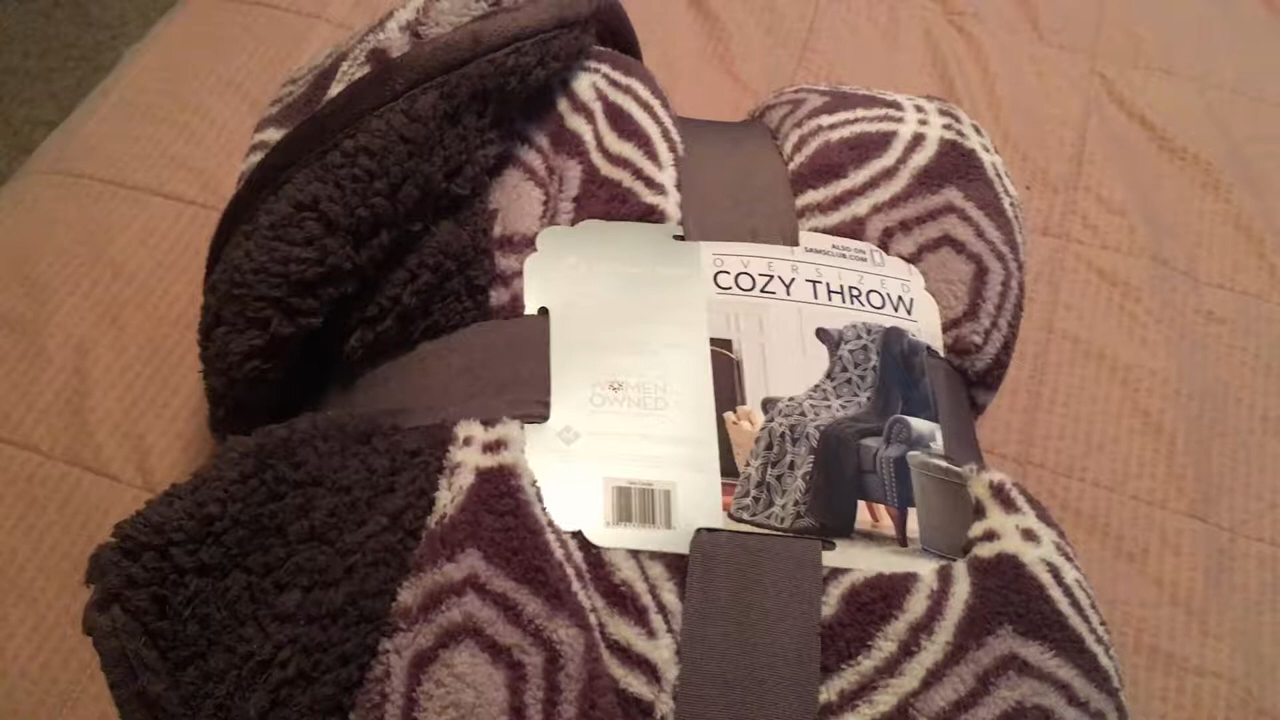 ALSO ON
SAMSCLUB.COM
OVERSIZED
COZY THROW
WOMEN
OWNED